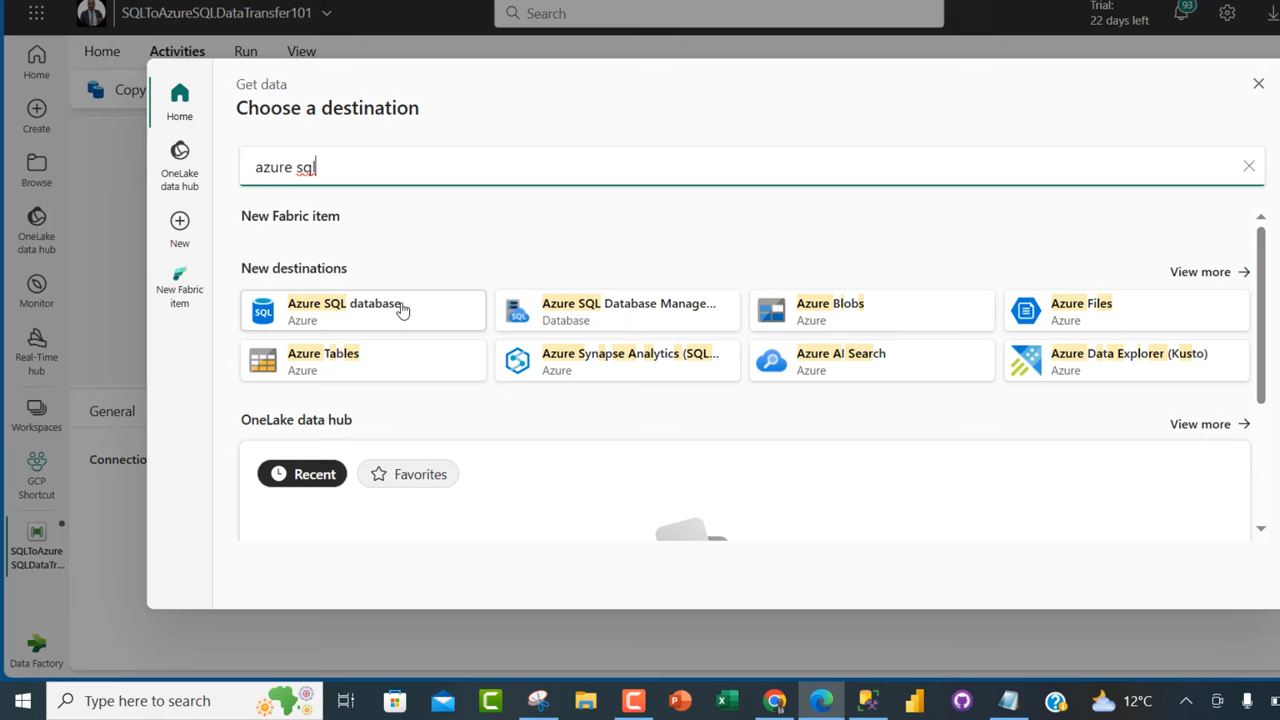 SQLToAzureSQLDataTransfer101
Search
Trial:
22 days left
93
Home
Activities
Run
View
Home
Create
Browse
OneLake
data hub
Monitor
Real-Time
hub
Workspaces
GCP
Shortcut
SQLToAzure
SQLDataTr...
Data Factory
Copy
General
Connectio
Home
OneLake
data hub
New
New Fabric
item
Get data
Choose a destination
azure sql
New Fabric item
New destinations
View more
Azure SQL database
Azure
Azure SQL Database Manage...
Database
Azure Blobs
Azure
Azure Files
Azure
Azure Tables
Azure
Azure Synapse Analytics (SQL...
Azure
Azure AI Search
Azure
Azure Data Explorer (Kusto)
Azure
OneLake data hub
View more
Recent
Favorites
Type here to search
12°C